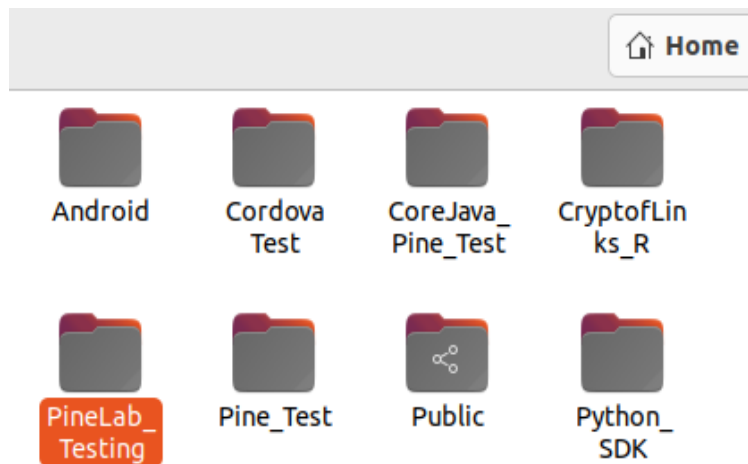 Home
Android
Cordova
Test
CoreJava_
Pine_Test
CryptofLin
ks_R
PineLab_
Testing
Pine_Test
Public
Python_
SDK